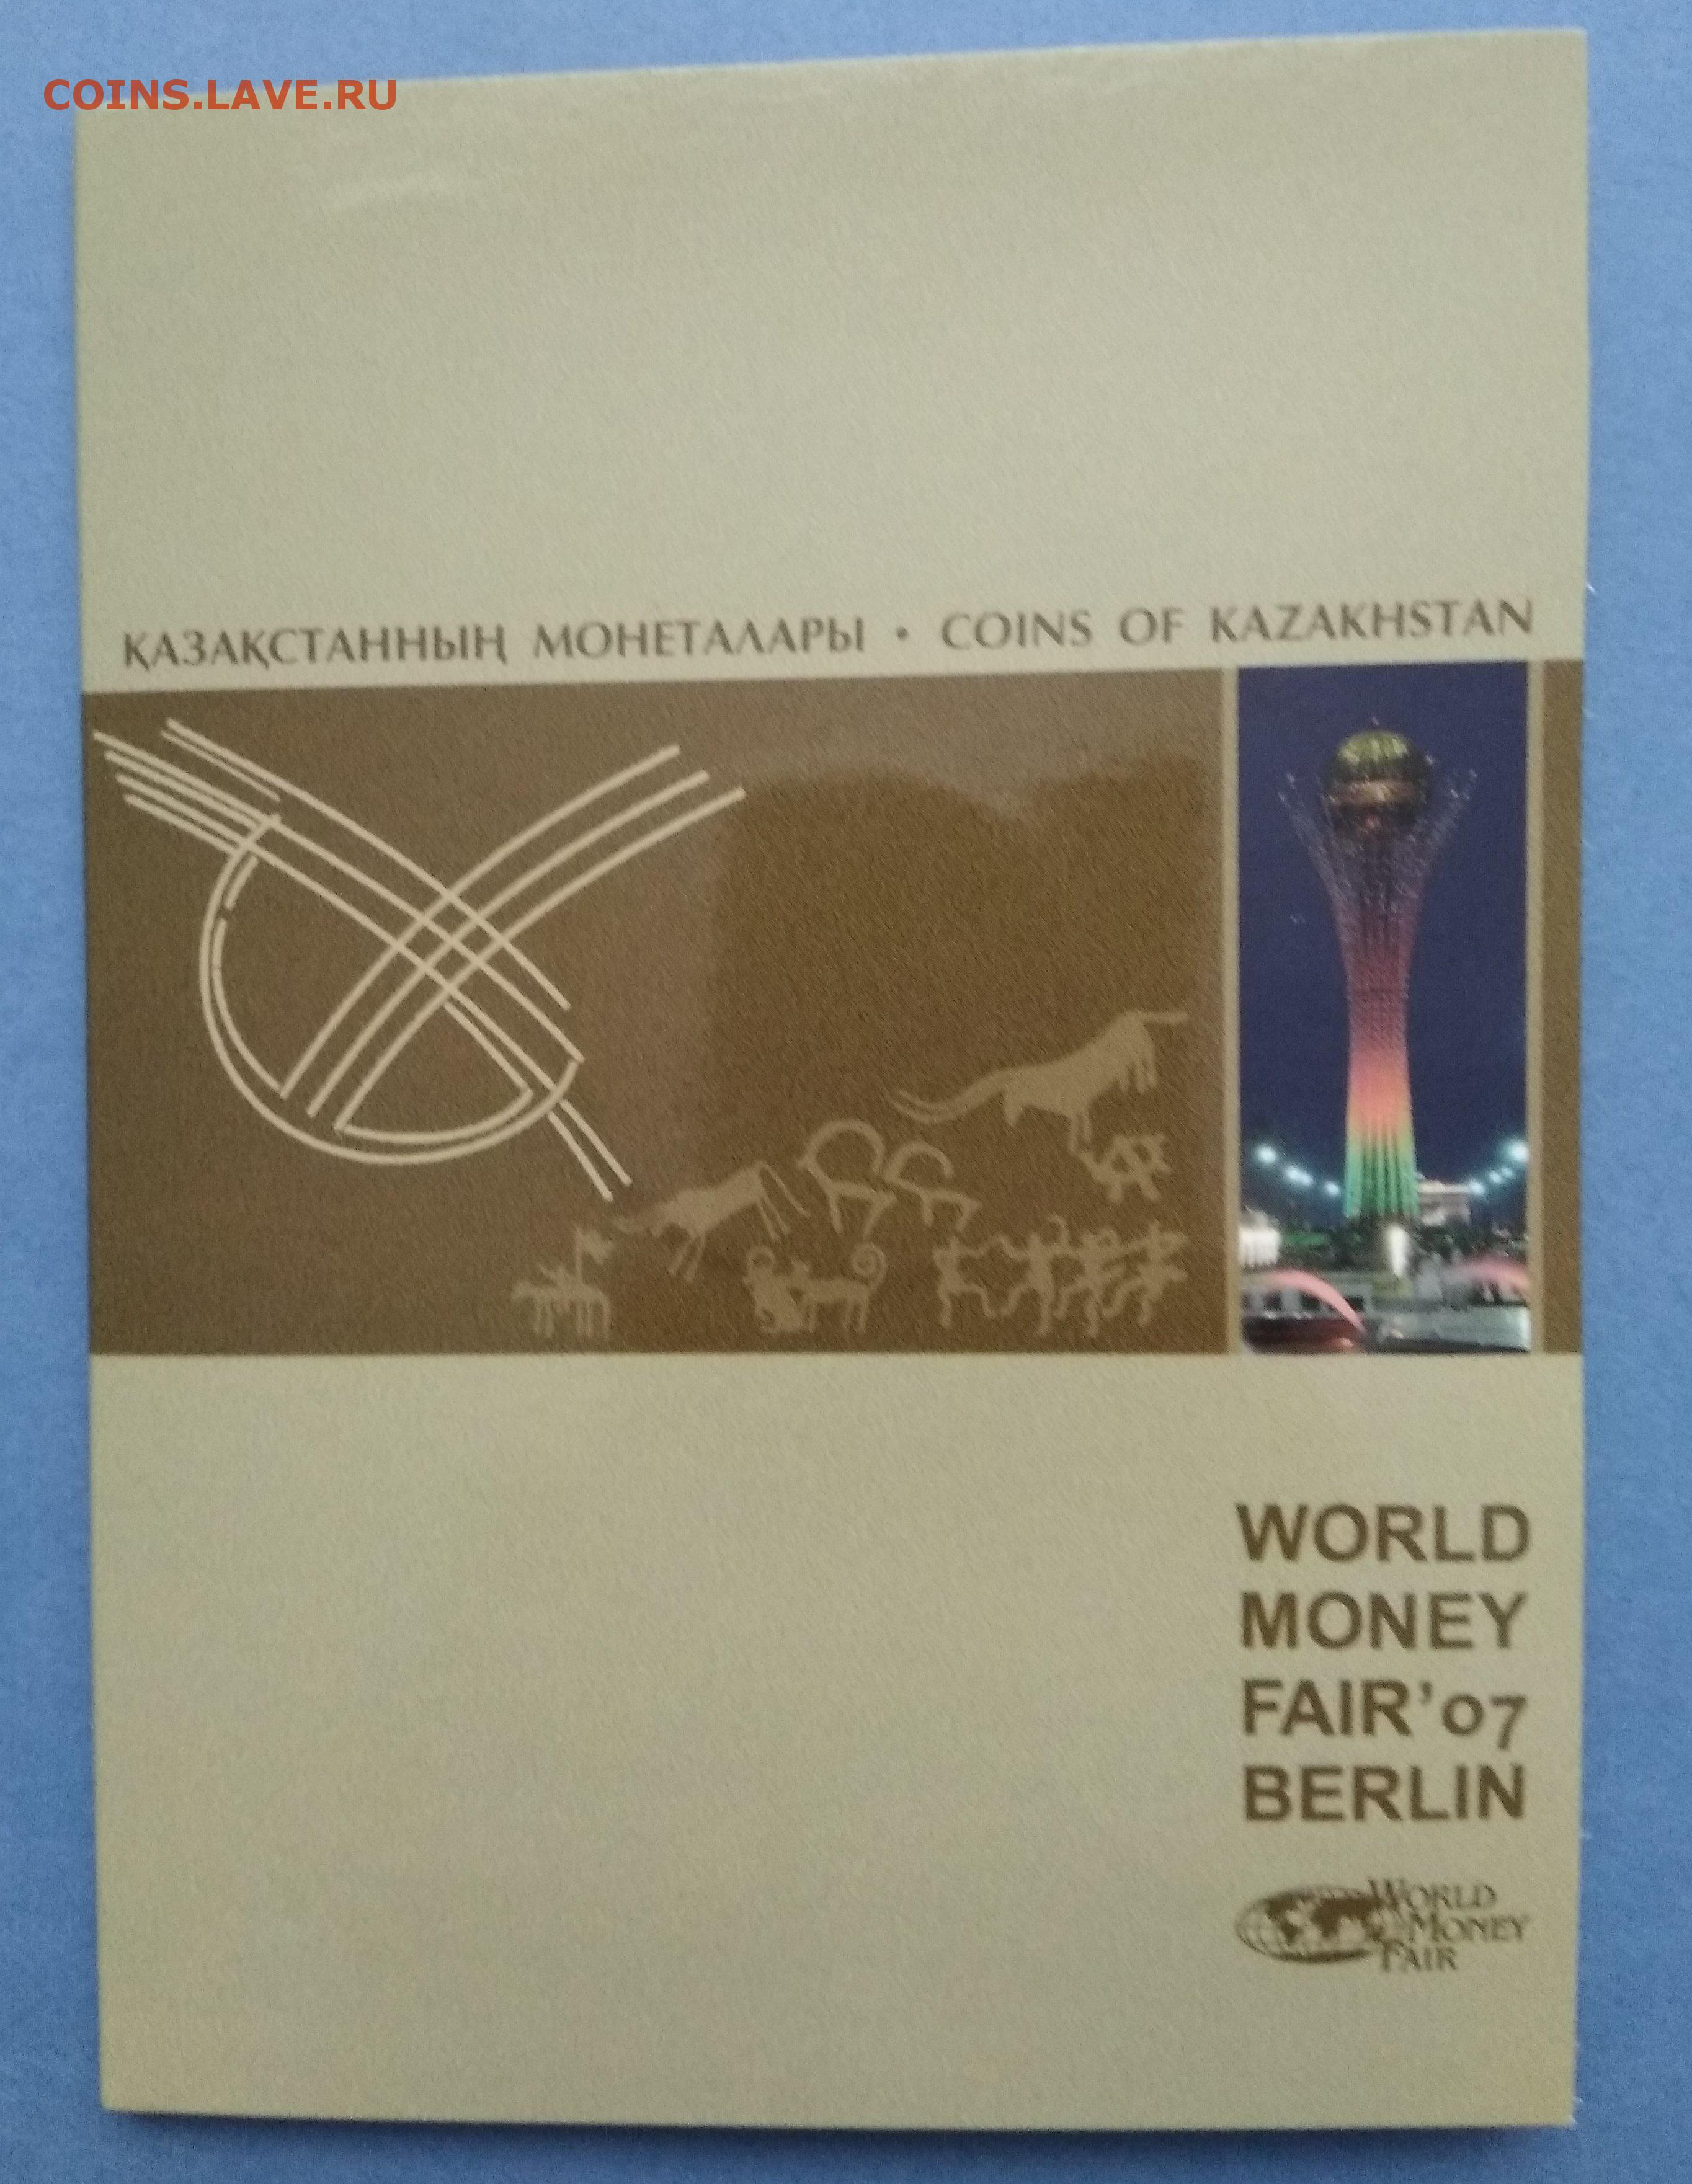 COINS.LAVE.RU
ҚАЗАҚСТАННЫҢ МОНЕТАЛАРЫ • COINS OF KAZAKHSTAN
WORLD
MONEY
FAIR'07
BERLIN
WORLD
MONEY
FAIR